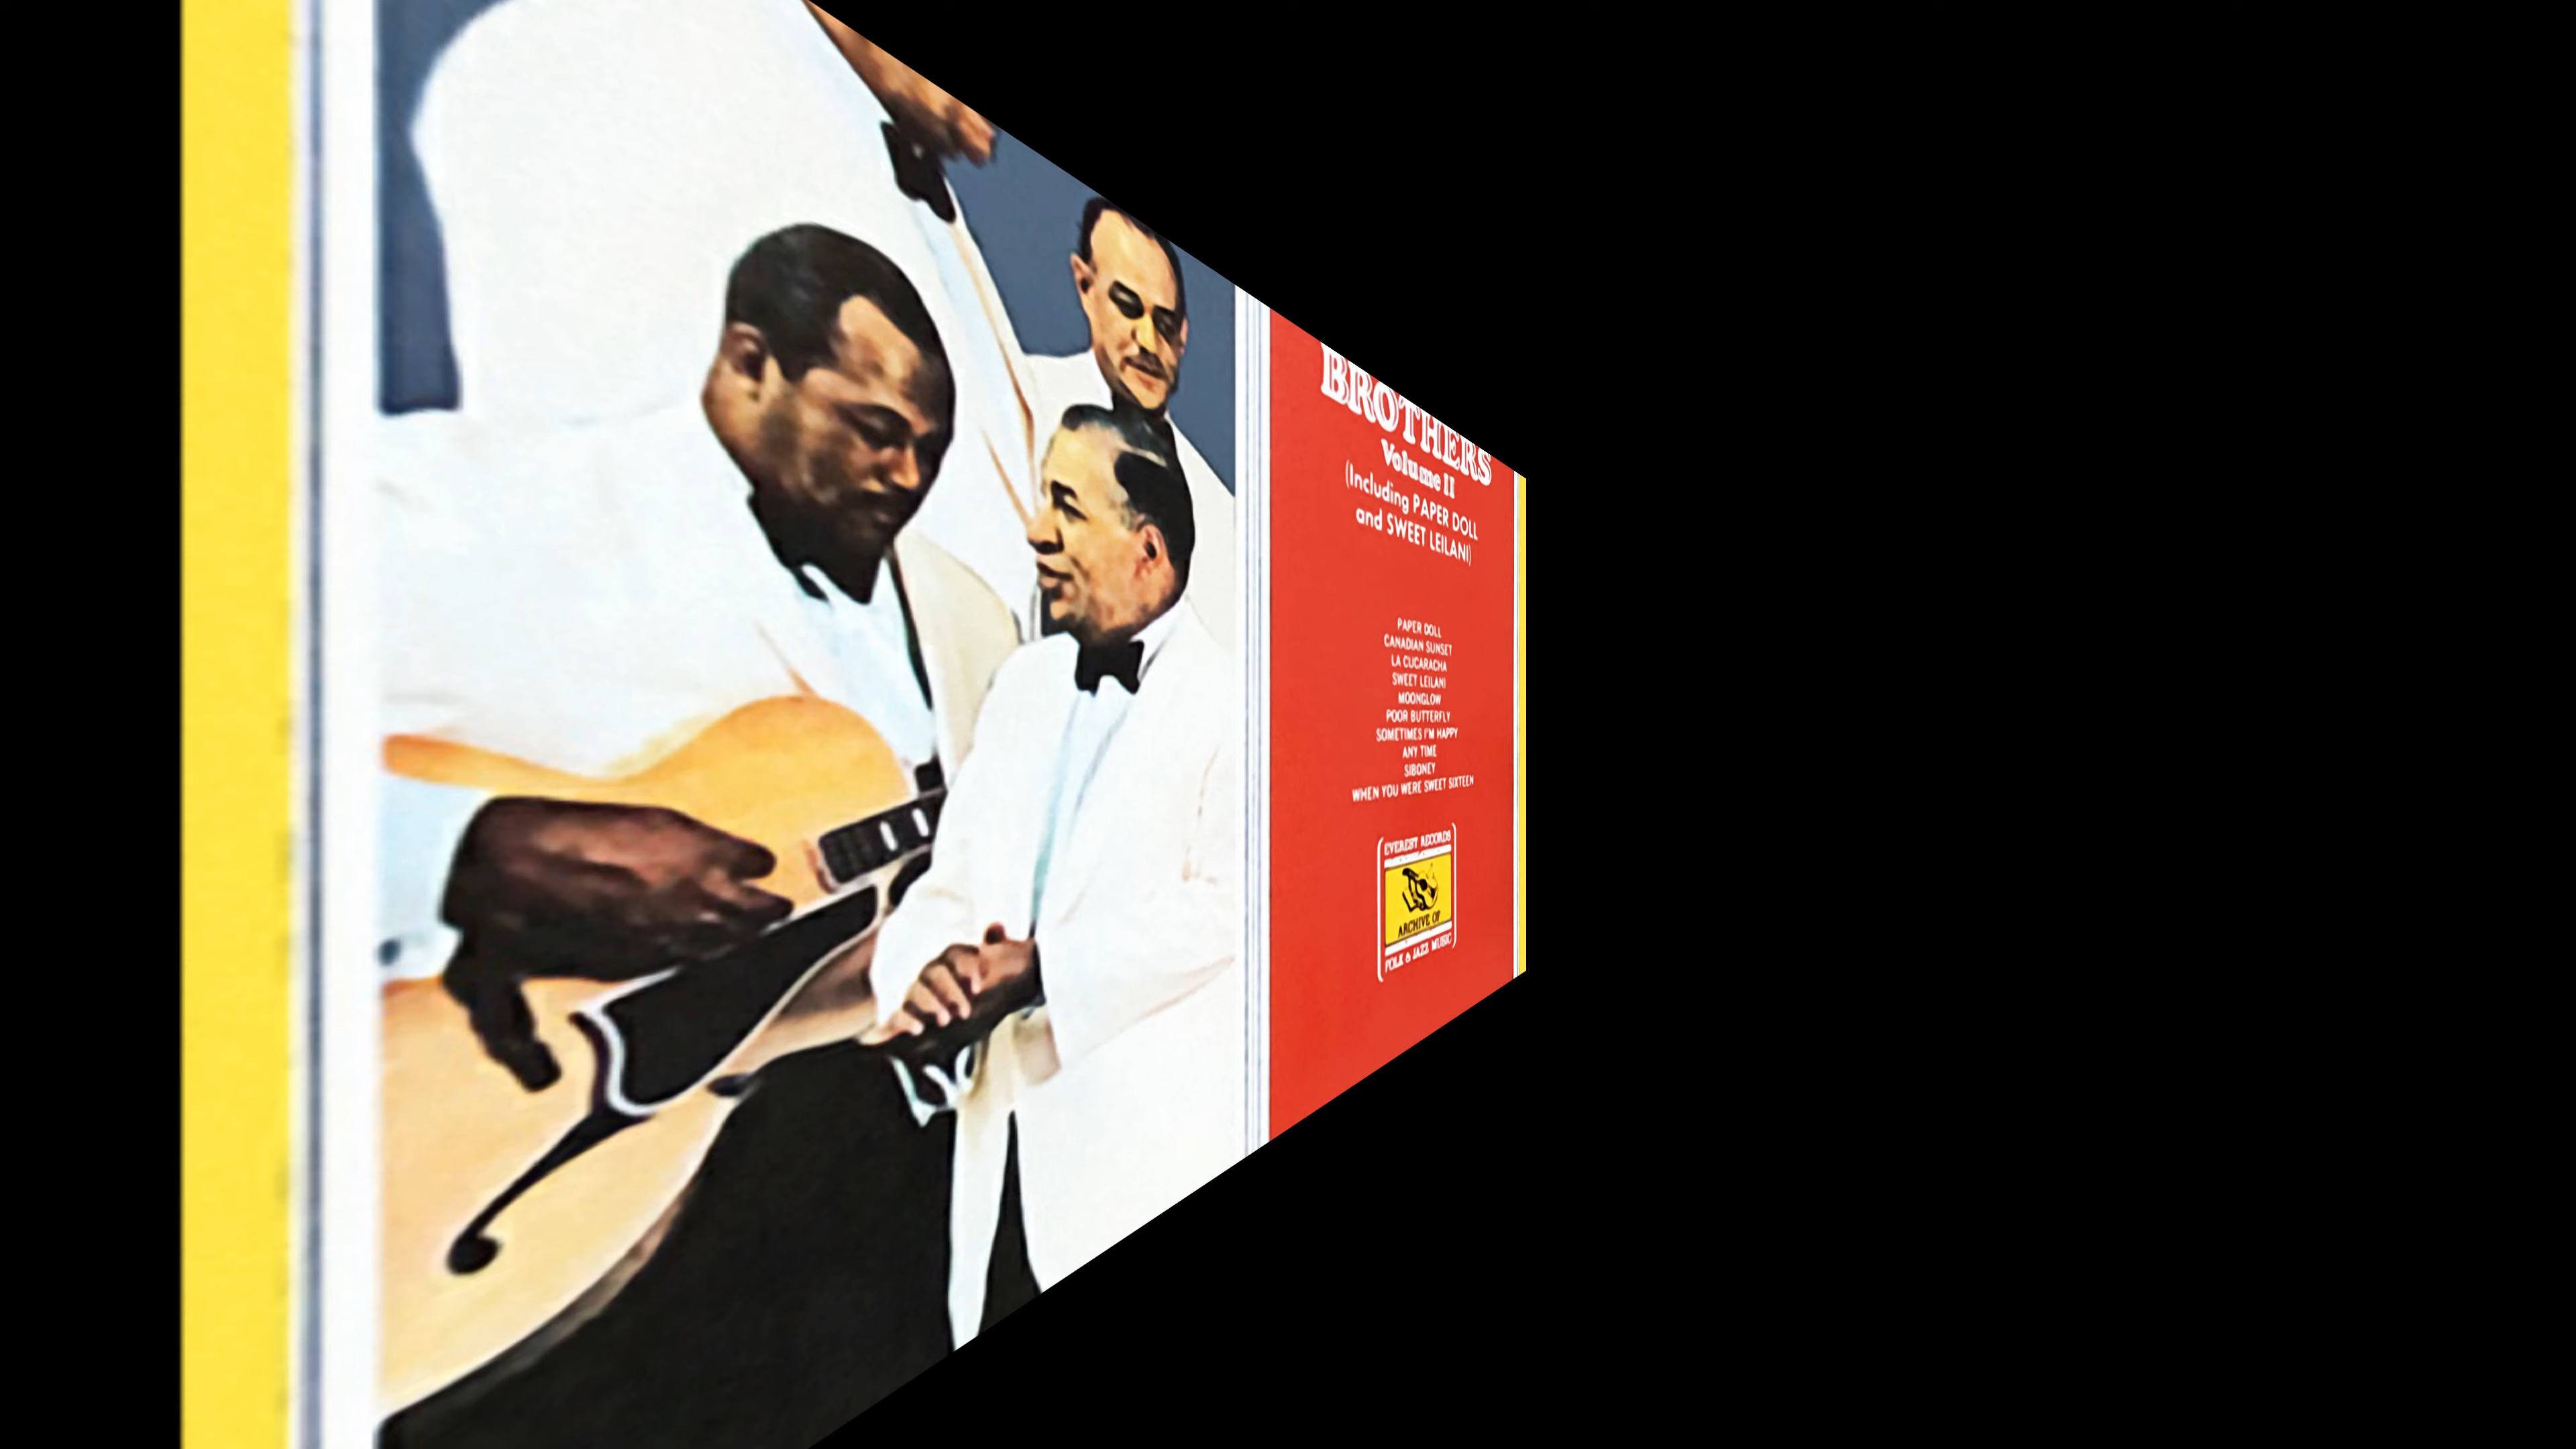 BROTHERS
Volume II
(Including PAPER DOLL
and SWEET LEILANI)
PAPER DOLL
CANADIAN SUNSET
LA CUCARACHA
SWEET LEILANI
MOONGLOW
POOR BUTTERFLY
SOMETIMES I'M HAPPY
ANY TIME
SIBONEY
WHEN YOU WERE SWEET SIXTEEN
EVEREST RECORDS
ARCHIVE OF
FOLK & JAZZ MUSIC